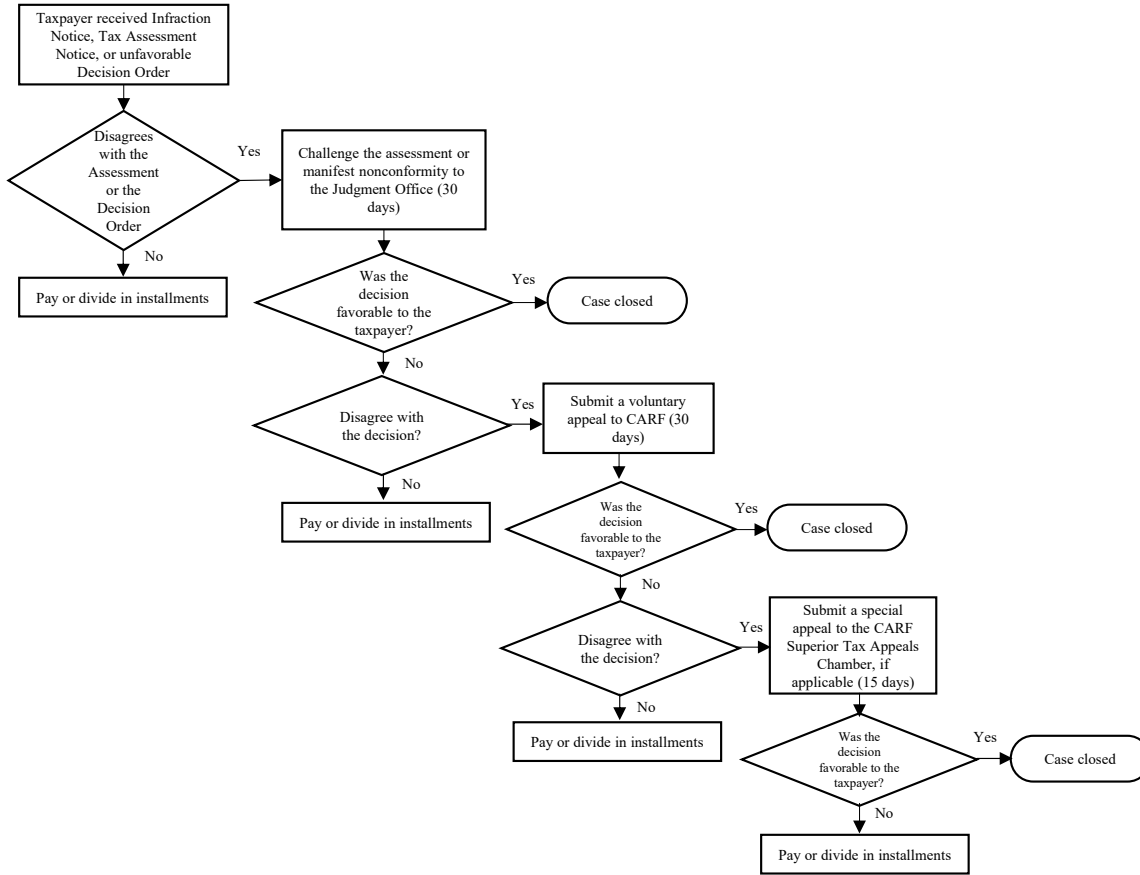 Taxpayer received Infraction
Notice, Tax Assessment
Notice, or unfavorable
Decision Order
Disagrees
with the
Assessment
or the
Decision
Order
Yes
Challenge the assessment or
manifest nonconformity to
the Judgment Office (30
days)
No
Pay or divide in installments
Was the
decision
favorable to the
taxpayer?
Yes
Case closed
No
Disagree with
the decision?
Yes
Submit a voluntary
appeal to CARF (30
days)
No
Pay or divide in installments
Was the
decision
favorable to the
taxpayer?
Yes
Case closed
No
Disagree with
the decision?
Yes
Submit a special
appeal to the CARF
Superior Tax Appeals
Chamber, if
applicable (15 days)
No
Pay or divide in installments
Was the
decision
favorable to the
taxpayer?
Yes
Case closed
No
Pay or divide in installments